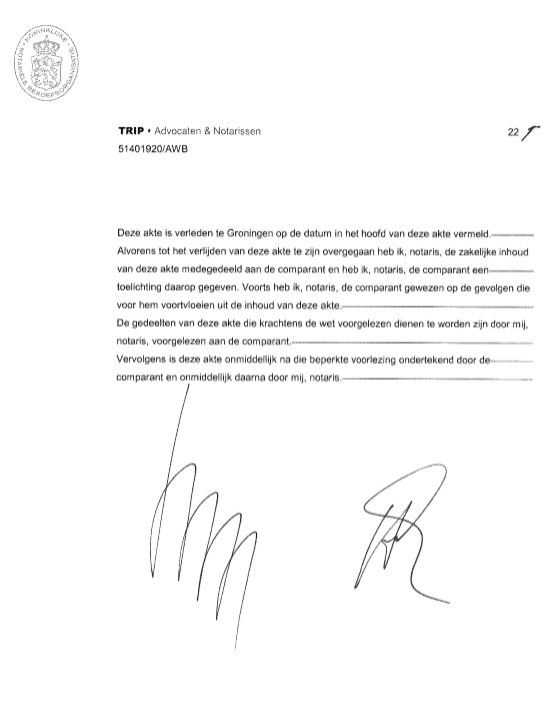 KONINKLIJKE NOTARIËLE BEROEPSORGANISATIE
TRIP • Advocaten & Notarissen 22
51401920/AWB
Deze akte is verleden te Groningen op de datum in het hoofd van deze akte vermeld.
Alvorens tot het verlijden van deze akte te zijn overgegaan heb ik, notaris, de zakelijke inhoud
van deze akte medegedeeld aan de comparant en heb ik, notaris, de comparant een
toelichting daarop gegeven. Voorts heb ik, notaris, de comparant gewezen op de gevolgen die
voor hem voortvloeien uit de inhoud van deze akte.
De gedeelten van deze akte die krachtens de wet voorgelezen dienen te worden zijn door mij,
notaris, voorgelezen aan de comparant.
Vervolgens is deze akte onmiddellijk na die beperkte voorlezing ondertekend door de
comparant en onmiddellijk daarna door mij, notaris.